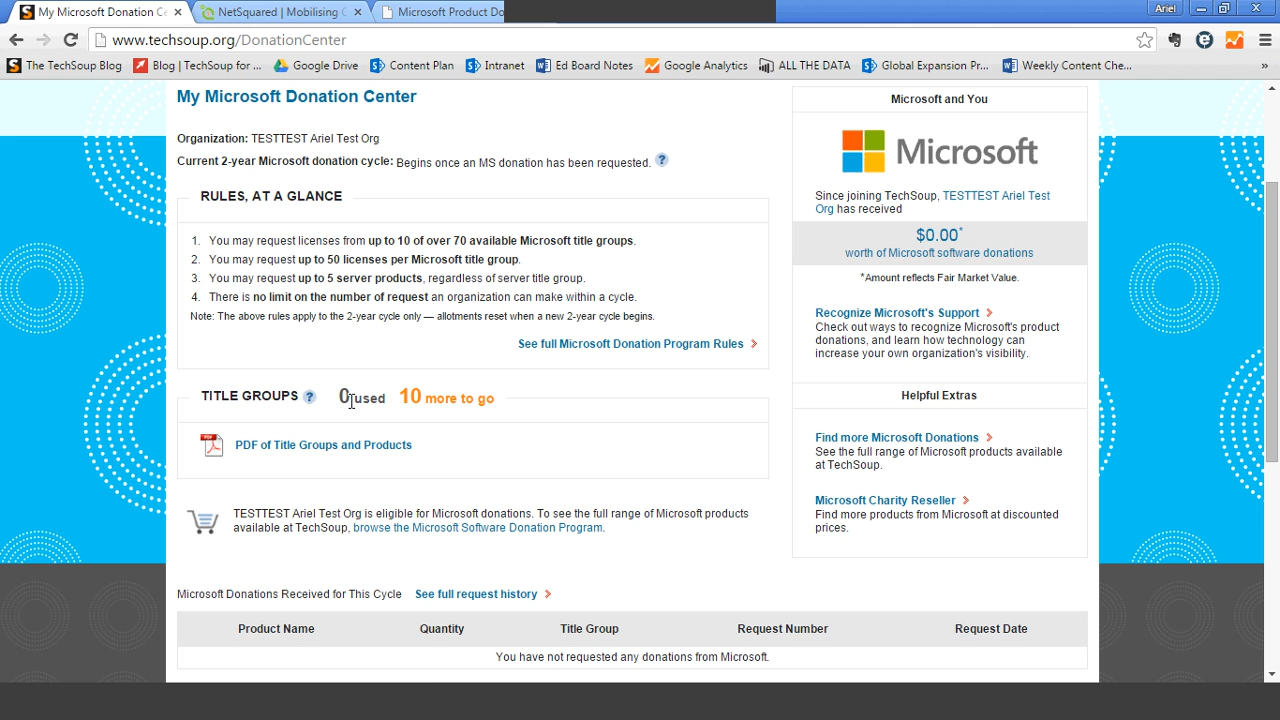 My Microsoft Donation Ce
NetSquared | Mobilising C
Microsoft Product Do
Ariel
www.techsoup.org/DonationCenter
The TechSoup Blog
Blog | TechSoup for ...
Google Drive
Content Plan
Intranet
Ed Board Notes
Google Analytics
ALL THE DATA
Global Expansion Pr...
Weekly Content Che...
»
My Microsoft Donation Center
Organization: TESTTEST Ariel Test Org
Current 2-year Microsoft donation cycle: Begins once an MS donation has been requested. ?
RULES, AT A GLANCE
1. You may request licenses from up to 10 of over 70 available Microsoft title groups.
2. You may request up to 50 licenses per Microsoft title group.
3. You may request up to 5 server products, regardless of server title group.
4. There is no limit on the number of request an organization can make within a cycle.
Note: The above rules apply to the 2-year cycle only — allotments reset when a new 2-year cycle begins.
See full Microsoft Donation Program Rules
TITLE GROUPS ? 0 used 10 more to go
PDF of Title Groups and Products
TESTTEST Ariel Test Org is eligible for Microsoft donations. To see the full range of Microsoft products
available at TechSoup, browse the Microsoft Software Donation Program.
Microsoft and You
Microsoft
Since joining TechSoup, TESTTEST Ariel Test
Org has received
$0.00*
worth of Microsoft software donations
*Amount reflects Fair Market Value.
Recognize Microsoft's Support
Check out ways to recognize Microsoft's product
donations, and learn how technology can
increase your own organization's visibility.
Helpful Extras
Find more Microsoft Donations
See the full range of Microsoft products available
at TechSoup.
Microsoft Charity Reseller
Find more products from Microsoft at discounted
prices.
Microsoft Donations Received for This Cycle See full request history
Product Name Quantity Title Group Request Number Request Date
You have not requested any donations from Microsoft.